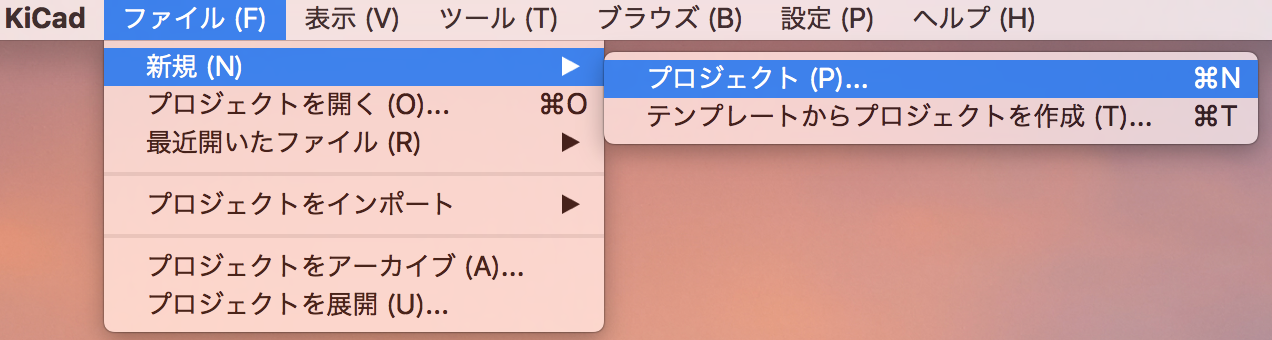 KiCad ファイル (F) 表示 (V) ツール (T) ブラウズ (B) 設定 (P) ヘルプ (H)
新規 (N) ▶
プロジェクト (P)... ⌘N
プロジェクトを開く (O)... ⌘O
テンプレートからプロジェクトを作成 (T)... ⌘T
最近開いたファイル (R) ▶
プロジェクトをインポート ▶
プロジェクトをアーカイブ (A)...
プロジェクトを展開 (U)...